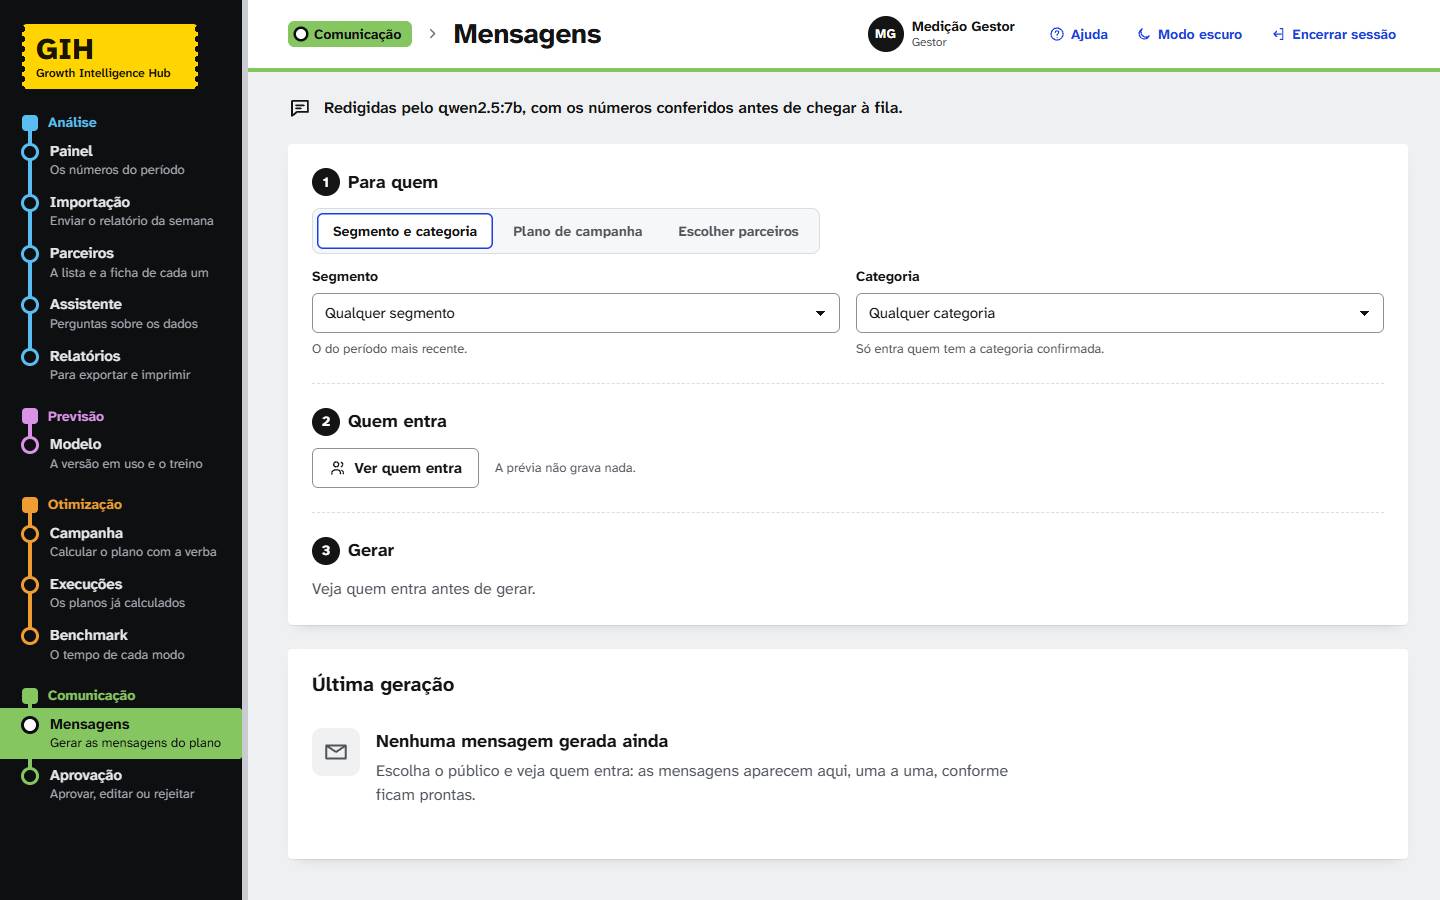 GIH
Growth Intelligence Hub
Análise
Painel
Os números do período
Importação
Enviar o relatório da semana
Parceiros
A lista e a ficha de cada um
Assistente
Perguntas sobre os dados
Relatórios
Para exportar e imprimir
Previsão
Modelo
A versão em uso e o treino
Otimização
Campanha
Calcular o plano com a verba
Execuções
Os planos já calculados
Benchmark
O tempo de cada modo
Comunicação
Mensagens
Gerar as mensagens do plano
Aprovação
Aprovar, editar ou rejeitar
Comunicação
Mensagens
MG
Medição Gestor
Gestor
Ajuda
Modo escuro
Encerrar sessão
Redigidas pelo qwen2.5:7b, com os números conferidos antes de chegar à fila.
1 Para quem
Segmento e categoria
Plano de campanha
Escolher parceiros
Segmento
Qualquer segmento
O do período mais recente.
Categoria
Qualquer categoria
Só entra quem tem a categoria confirmada.
2 Quem entra
Ver quem entra
A prévia não grava nada.
3 Gerar
Veja quem entra antes de gerar.
Última geração
Nenhuma mensagem gerada ainda
Escolha o público e veja quem entra: as mensagens aparecem aqui, uma a uma, conforme
ficam prontas.